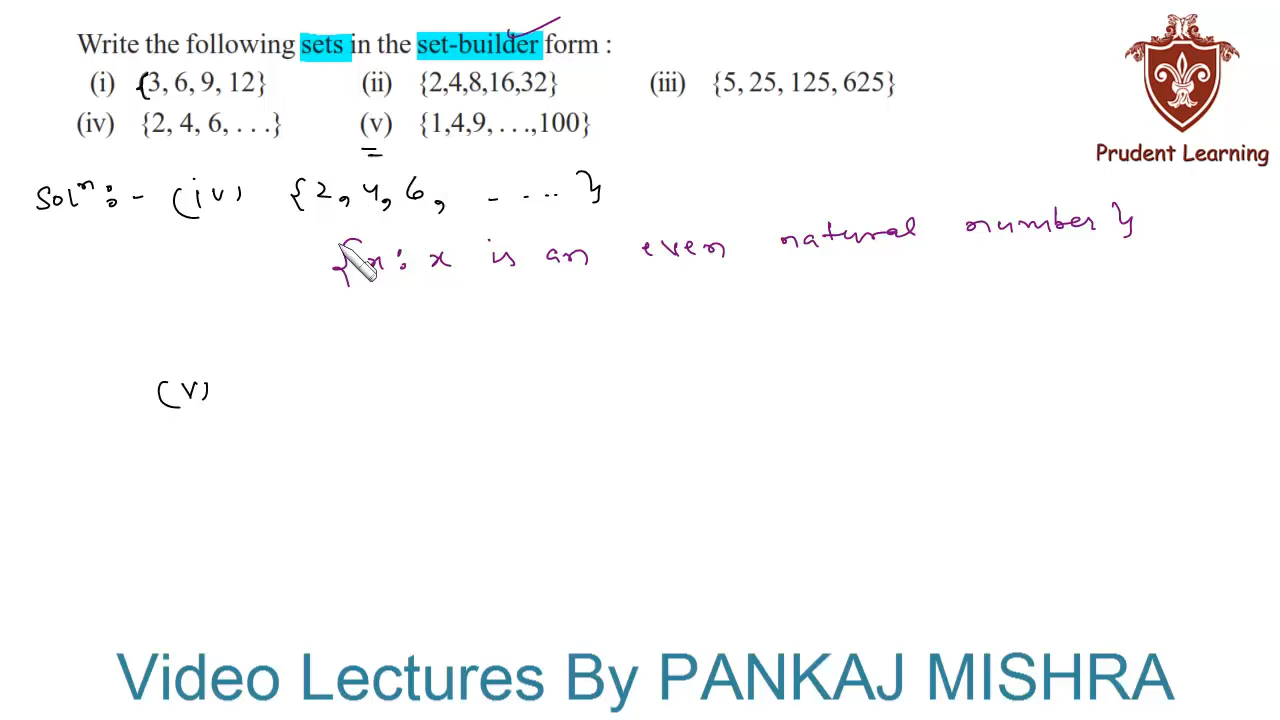 Write the following sets in the set-builder form :
(i) {3, 6, 9, 12} (ii) {2,4,8,16,32} (iii) {5, 25, 125, 625}
(iv) {2, 4, 6, . . .} (v) {1,4,9, . . .,100}
Prudent Learning
Solⁿ:- (iv) {2, 4, 6, - - .. }
{x: x is an even natural number}
(v)
Video Lectures By PANKAJ MISHRA